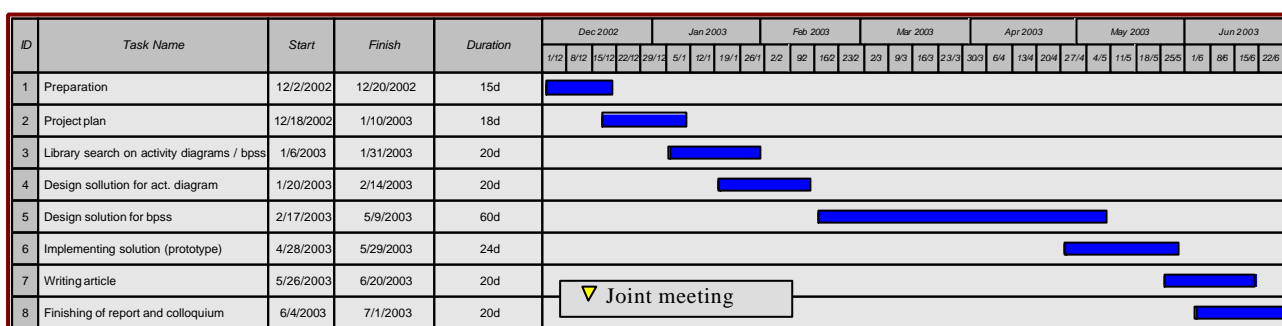 ID Task Name Start Finish Duration Dec 2002 Jan 2003 Feb 2003 Mar 2003 Apr 2003 May 2003 Jun 2003
1/12 8/12 15/12 22/12 29/12 5/1 12/1 19/1 26/1 2/2 9/2 16/2 23/2 2/3 9/3 16/3 23/3 30/3 6/4 13/4 20/4 27/4 4/5 11/5 18/5 25/5 1/6 8/6 15/6 22/6
1 Preparation 12/2/2002 12/20/2002 15d
2 Project plan 12/18/2002 1/10/2003 18d
3 Library search on activity diagrams / bpss 1/6/2003 1/31/2003 20d
4 Design sollution for act. diagram 1/20/2003 2/14/2003 20d
5 Design solution for bpss 2/17/2003 5/9/2003 60d
6 Implementing solution (prototype) 4/28/2003 5/29/2003 24d
7 Writing article 5/26/2003 6/20/2003 20d
8 Finishing of report and colloquium 6/4/2003 7/1/2003 20d
Joint meeting